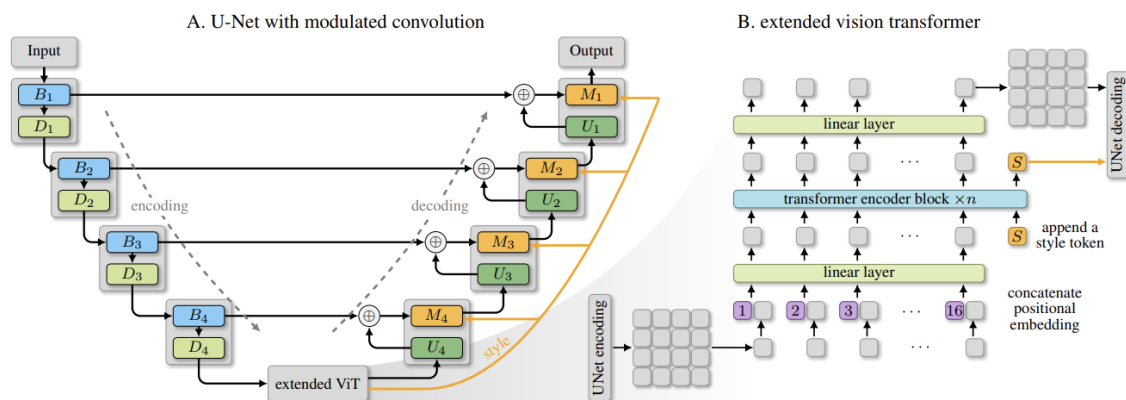 A. U-Net with modulated convolution
Input
Output
B₁
⊕
M₁
D₁
U₁
B₂
⊕
M₂
D₂
U₂
encoding
decoding
B₃
⊕
M₃
D₃
U₃
B₄
⊕
M₄
D₄
U₄
style
extended ViT
B. extended vision transformer
UNet decoding
linear layer
... S
transformer encoder block ×n
... S
append a
style token
linear layer
1 2 3 ... 16
concatenate
positional
embedding
UNet encoding
...